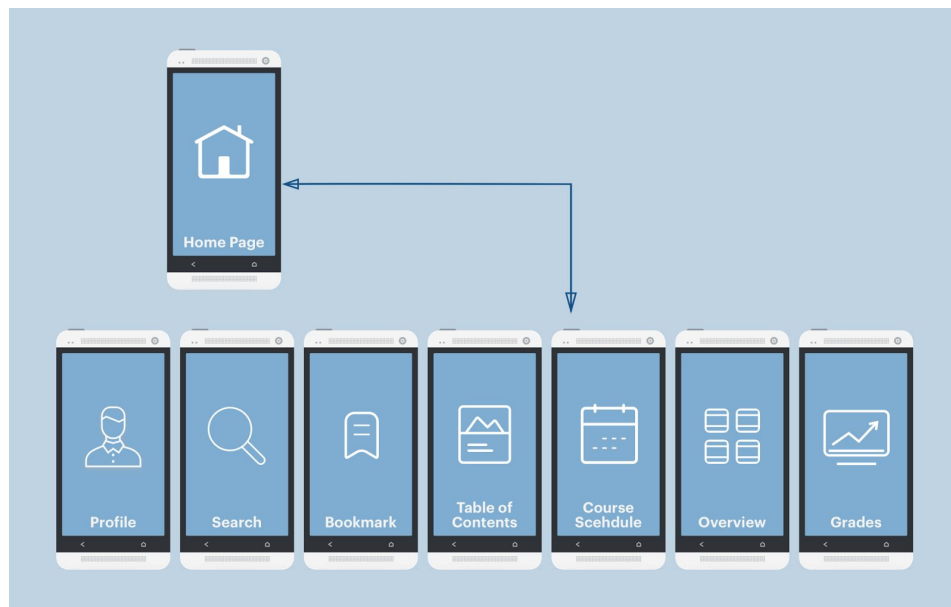 Home Page
Profile
Search
Bookmark
Table of
Contents
Course
Scehdule
Overview
Grades